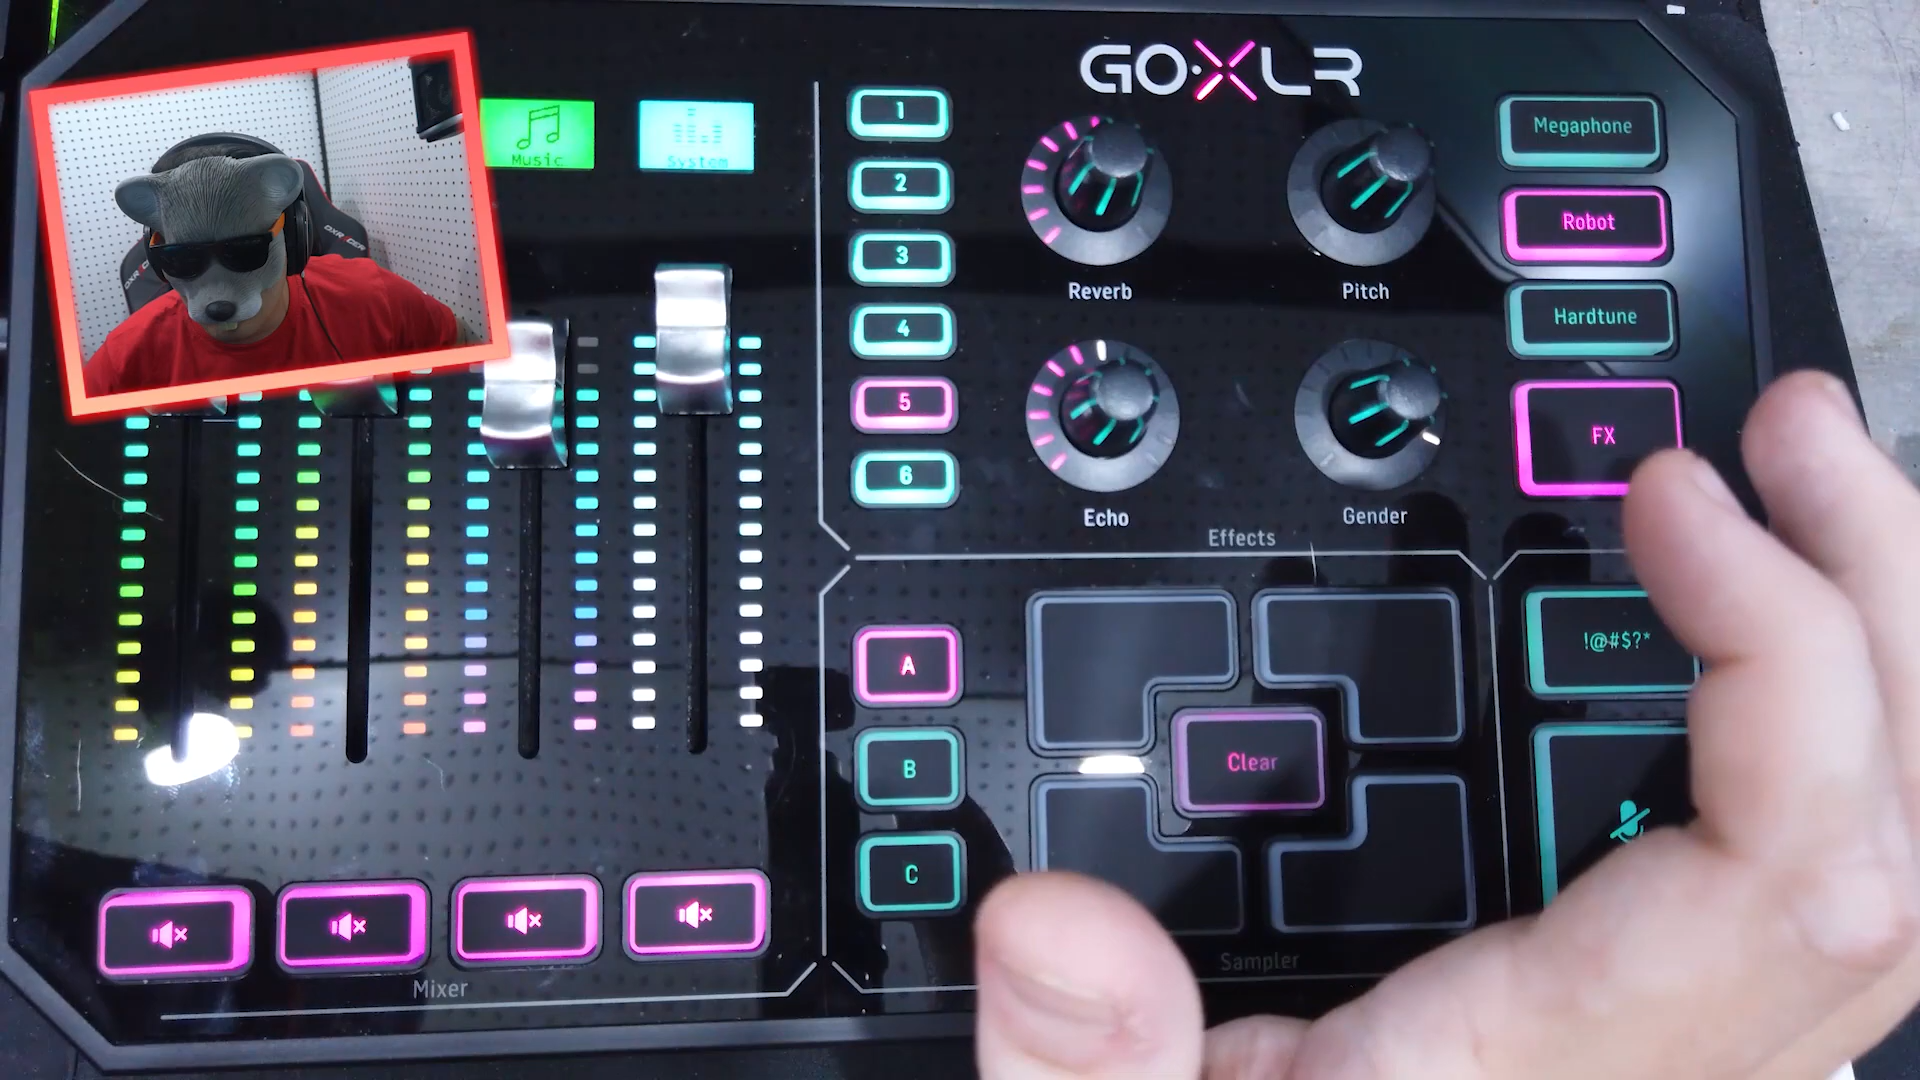 GO·XLR
Music
System
1
2
3
4
5
6
Reverb
Pitch
Echo
Gender
Effects
Megaphone
Robot
Hardtune
FX
A
B
C
Clear
!@#$?*
Sampler
Mixer
DXRACER